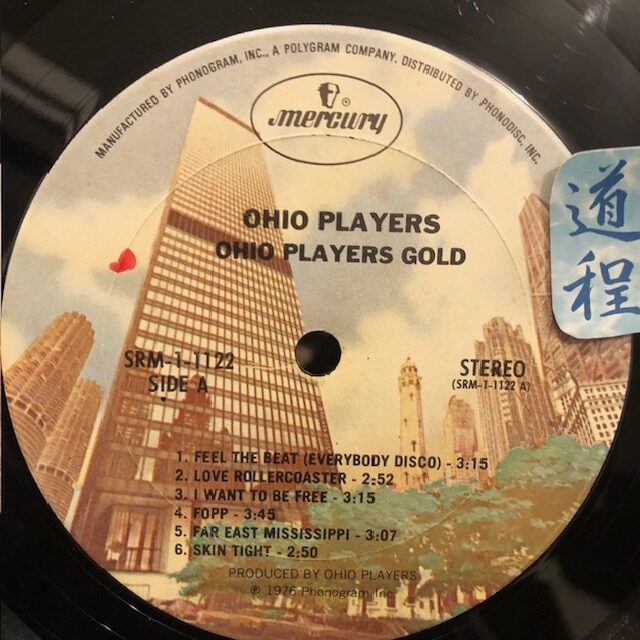 MANUFACTURED BY PHONOGRAM, INC., A POLYGRAM COMPANY. DISTRIBUTED BY PHONODISC, INC.
mercury®
OHIO PLAYERS
OHIO PLAYERS GOLD
道程
SRM-1-1122
SIDE A
STEREO
(SRM-1-1122 A)
1. FEEL THE BEAT (EVERYBODY DISCO) - 3:15
2. LOVE ROLLERCOASTER - 2:52
3. I WANT TO BE FREE - 3:15
4. FOPP - 3:45
5. FAR EAST MISSISSIPPI - 3:07
6. SKIN TIGHT - 2:50
PRODUCED BY OHIO PLAYERS
℗ 1976 Phonogram Inc.